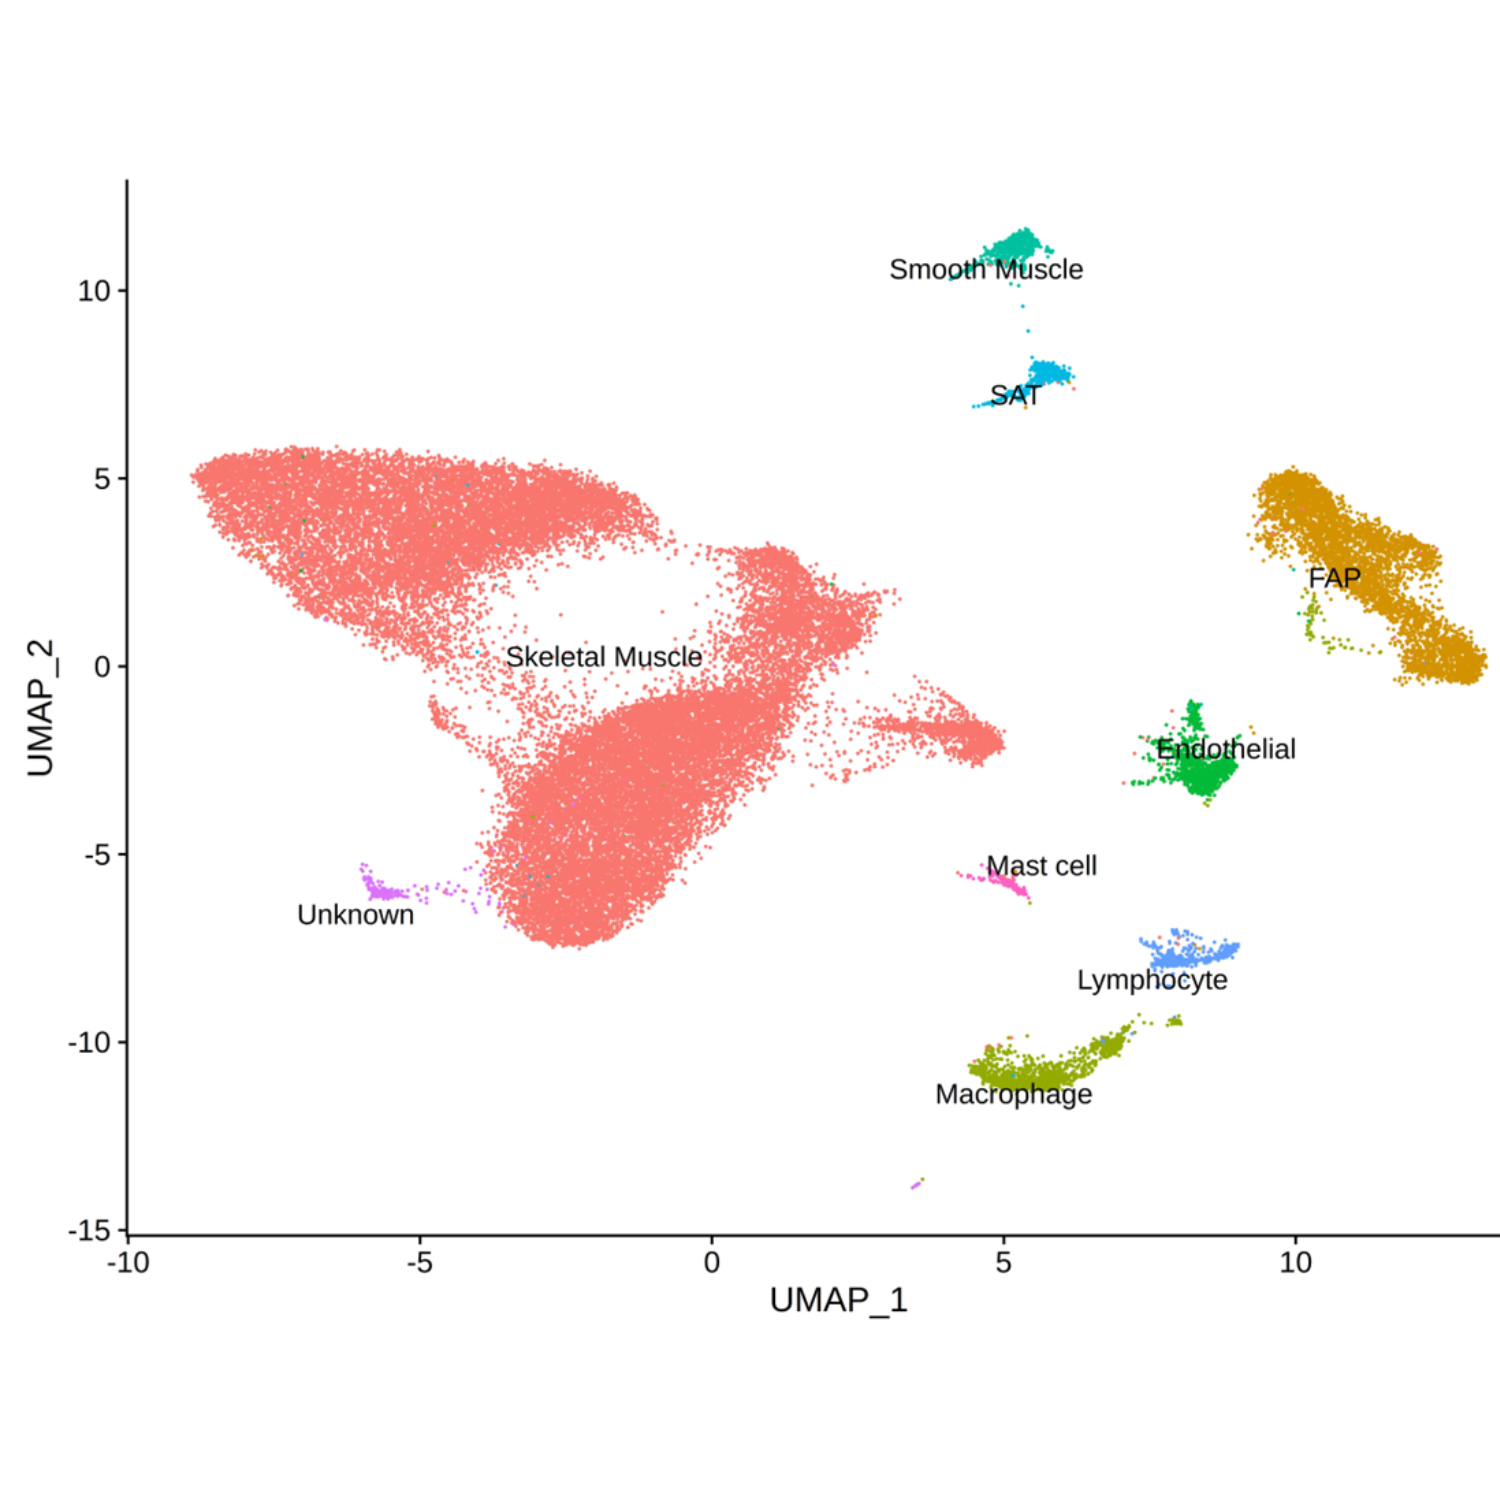 Smooth Muscle
10
SAT
5
FAP
Skeletal Muscle
0
UMAP_2
Endothelial
-5
Mast cell
Unknown
Lymphocyte
-10
Macrophage
-15
-10 -5 0 5 10
UMAP_1